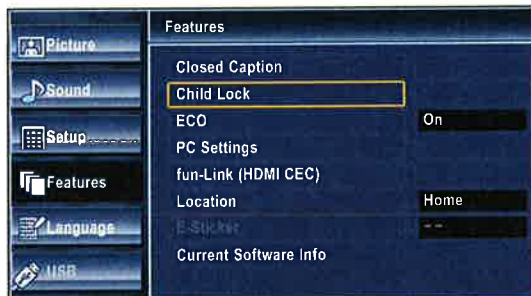 Features
Picture
Sound
Setup
Features
Language
USB
Closed Caption
Child Lock
ECO On
PC Settings
fun-Link (HDMI CEC)
Location Home
E-Sticker --
Current Software Info